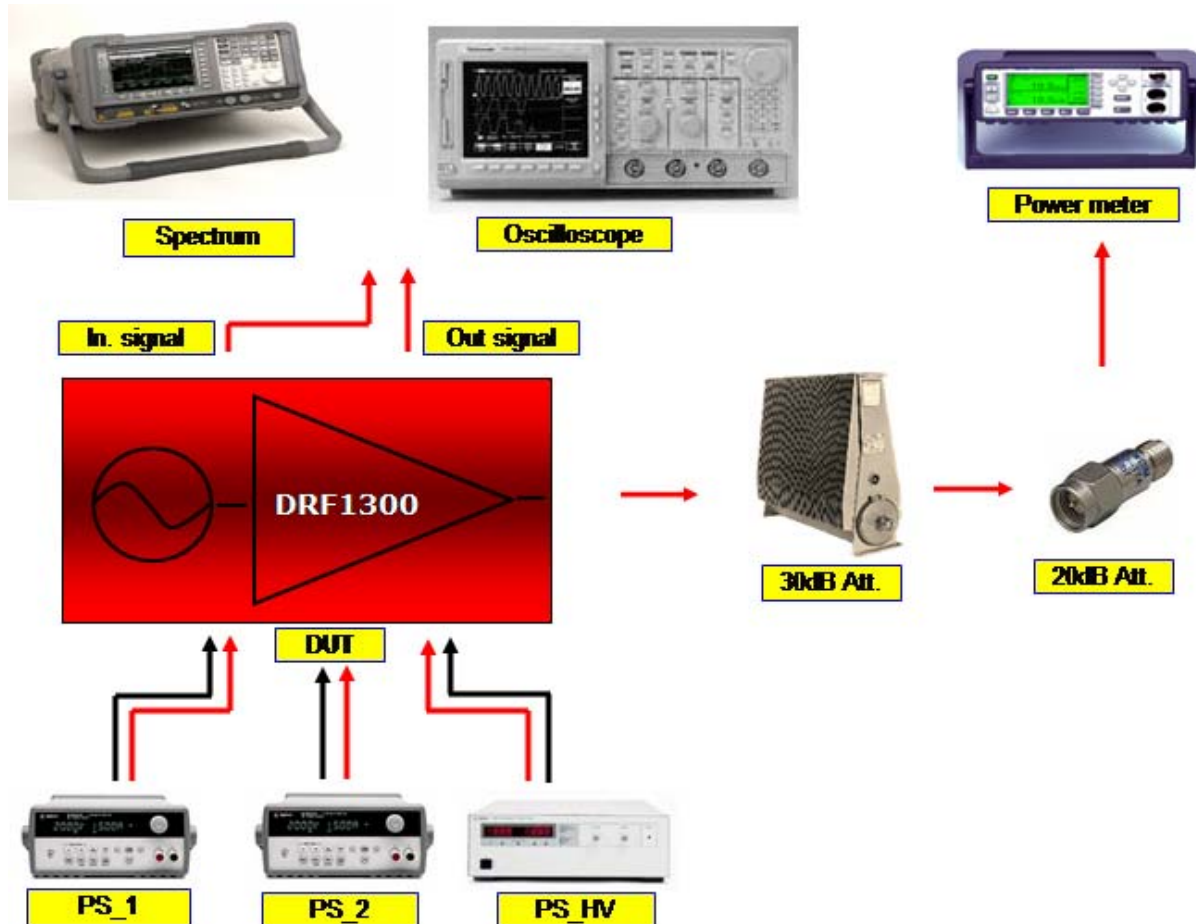 Spectrum
Oscilloscope
Power meter
In. signal
Out signal
DRF1300
30dB Att.
20dB Att.
DUT
PS_1
PS_2
PS_HV